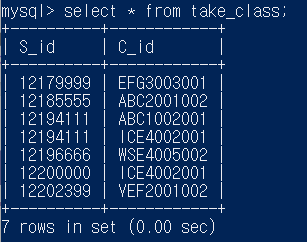 mysql> select * from take_class;
+----------+------------+
| S_id     | C_id       |
+----------+------------+
| 12179999 | EFG3003001 |
| 12185555 | ABC2001002 |
| 12194111 | ABC1002001 |
| 12194111 | ICE4002001 |
| 12196666 | WSE4005002 |
| 12200000 | ICE4002001 |
| 12202399 | VEF2001002 |
+----------+------------+
7 rows in set (0.00 sec)